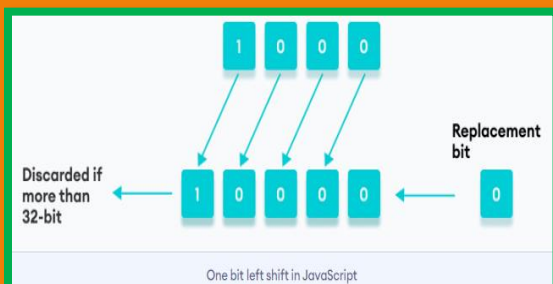 1 0 0 0
Replacement
bit
Discarded if
more than
32-bit
1 0 0 0 0
0
One bit left shift in JavaScript